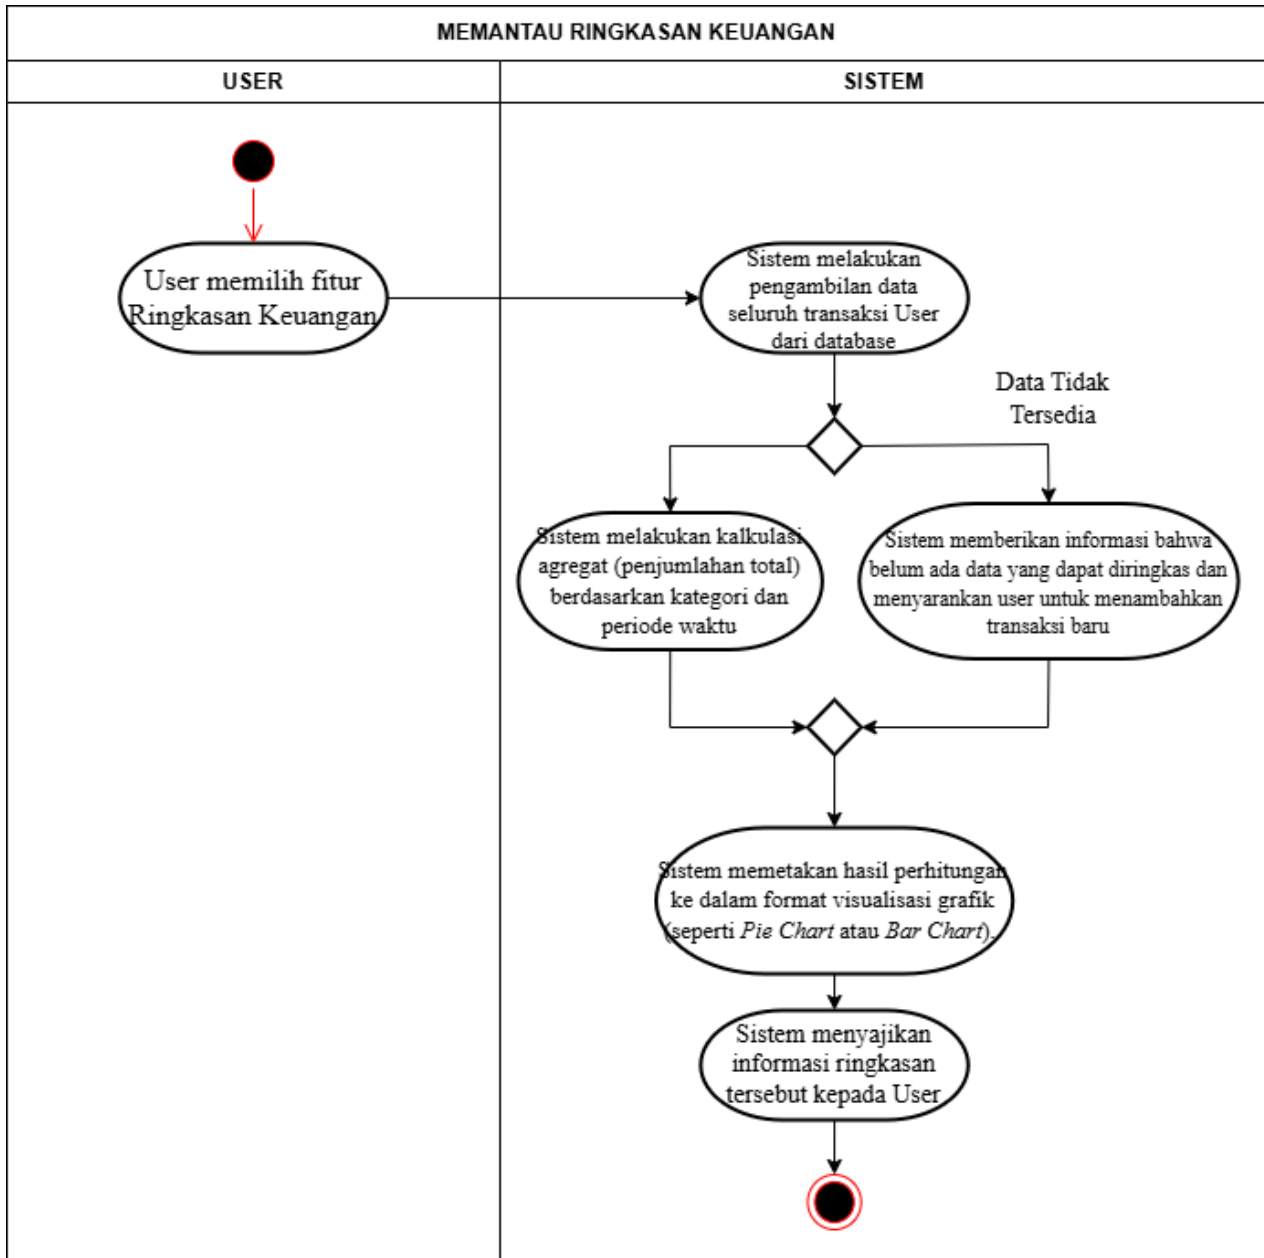 MEMANTAU RINGKASAN KEUANGAN
USER
SISTEM
User memilih fitur
Ringkasan Keuangan
Sistem melakukan
pengambilan data
seluruh transaksi User
dari database
Data Tidak
Tersedia
Sistem melakukan kalkulasi
agregat (penjumlahan total)
berdasarkan kategori dan
periode waktu
Sistem memberikan informasi bahwa
belum ada data yang dapat diringkas dan
menyarankan user untuk menambahkan
transaksi baru
Sistem memetakan hasil perhitungan
ke dalam format visualisasi grafik
(seperti Pie Chart atau Bar Chart).
Sistem menyajikan
informasi ringkasan
tersebut kepada User